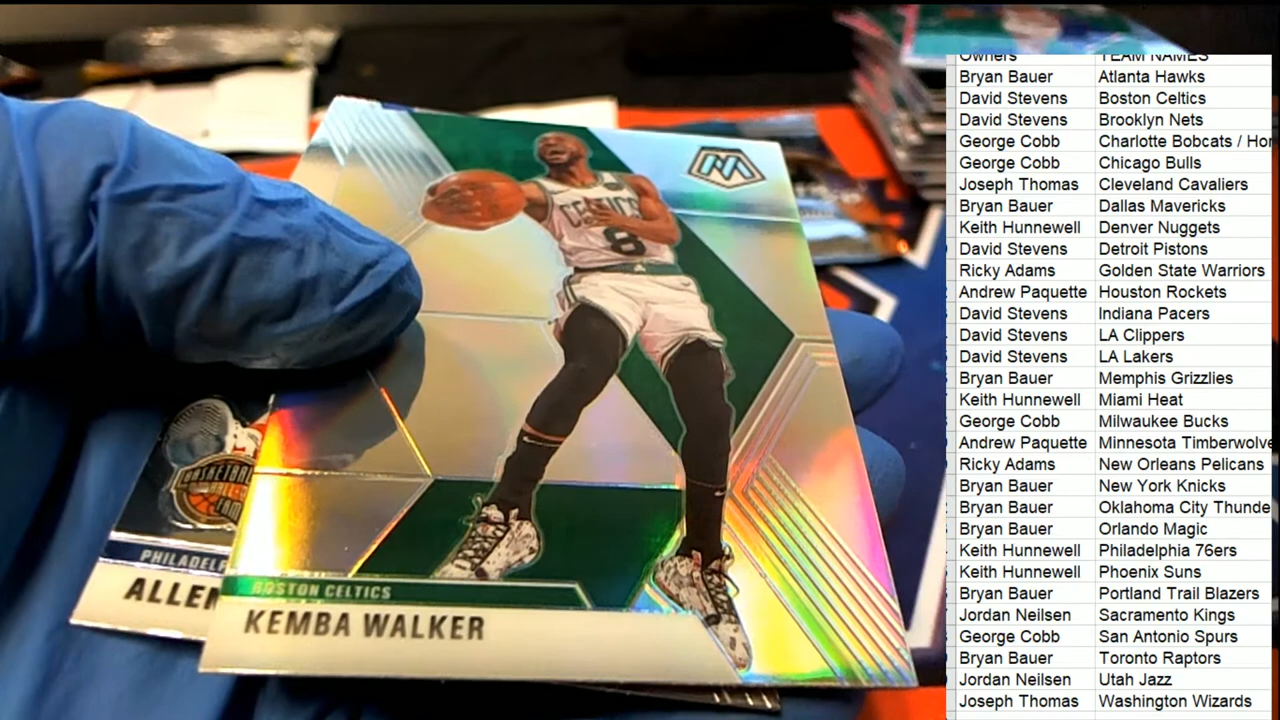 CELTICS
8
BASKETBALL
HALL
PHILADELP
ALLEN
BOSTON CELTICS
KEMBA WALKER
Owners TEAM NAMES
Bryan Bauer Atlanta Hawks
David Stevens Boston Celtics
David Stevens Brooklyn Nets
George Cobb Charlotte Bobcats / Hor
George Cobb Chicago Bulls
Joseph Thomas Cleveland Cavaliers
Bryan Bauer Dallas Mavericks
Keith Hunnewell Denver Nuggets
David Stevens Detroit Pistons
Ricky Adams Golden State Warriors
Andrew Paquette Houston Rockets
David Stevens Indiana Pacers
David Stevens LA Clippers
David Stevens LA Lakers
Bryan Bauer Memphis Grizzlies
Keith Hunnewell Miami Heat
George Cobb Milwaukee Bucks
Andrew Paquette Minnesota Timberwolve
Ricky Adams New Orleans Pelicans
Bryan Bauer New York Knicks
Bryan Bauer Oklahoma City Thunde
Bryan Bauer Orlando Magic
Keith Hunnewell Philadelphia 76ers
Keith Hunnewell Phoenix Suns
Bryan Bauer Portland Trail Blazers
Jordan Neilsen Sacramento Kings
George Cobb San Antonio Spurs
Bryan Bauer Toronto Raptors
Jordan Neilsen Utah Jazz
Joseph Thomas Washington Wizards